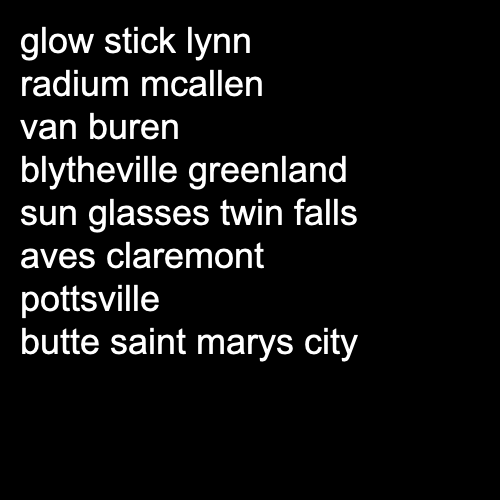 glow stick lynn
radium mcallen
van buren
blytheville greenland
sun glasses twin falls
aves claremont
pottsville
butte saint marys city